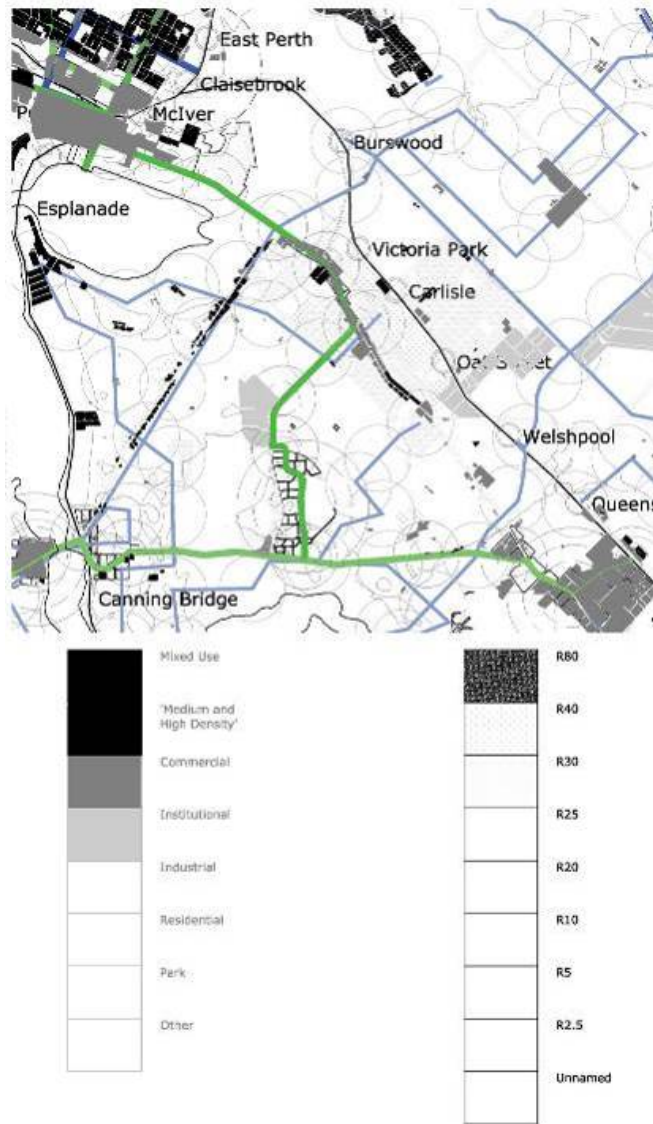 East Perth
Claisebrook
McIver
Burswood
Esplanade
Victoria Park
Carlisle
Welshpool
Queens
Canning Bridge
Mixed Use
'Medium and
High Density'
Commercial
Institutional
Industrial
Residential
Park
Other
R80
R40
R30
R25
R20
R10
R5
R2.5
Unnamed